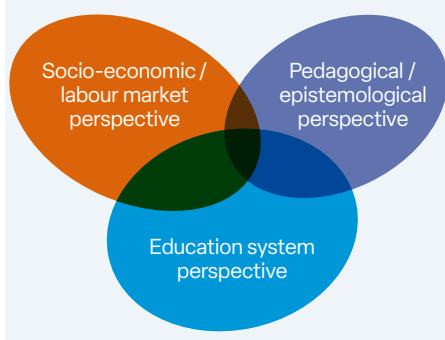 Socio-economic /
labour market
perspective
Pedagogical /
epistemological
perspective
Education system
perspective